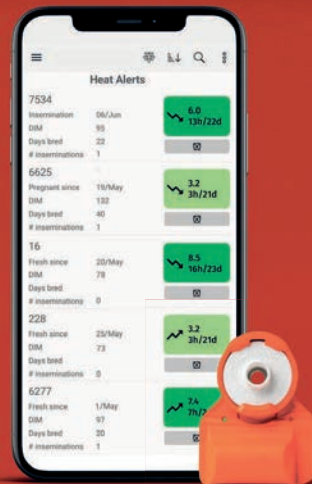 Heat Alerts
7534
Insemination 06/Jun
DIM 95
Days bred 22
# inseminations 1
6.0
13h/22d
6625
Pregnant since 19/May
DIM 132
Days bred 40
# inseminations 1
3.2
3h/21d
16
Fresh since 20/May
DIM 78
Days bred
# inseminations 0
8.5
16h/23d
228
Fresh since 25/May
DIM 73
Days bred
# inseminations 0
3.2
3h/21d
6277
Fresh since 1/May
DIM 97
Days bred 20
# inseminations 1
7.4